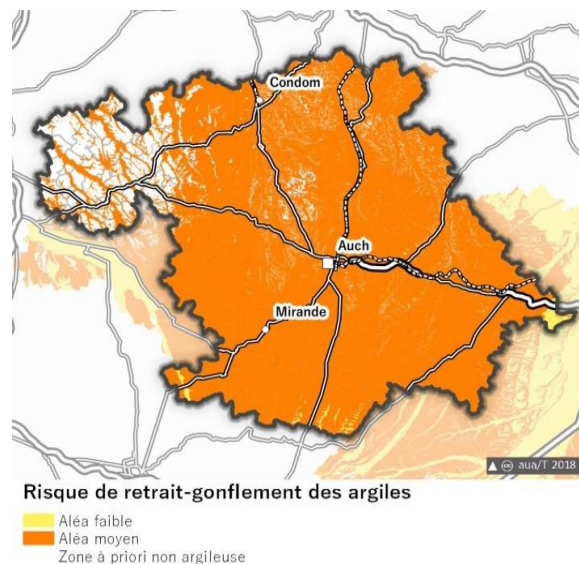 Condom
Auch
Mirande
aua/T 2018
Risque de retrait-gonflement des argiles
Aléa faible
Aléa moyen
Zone à priori non argileuse